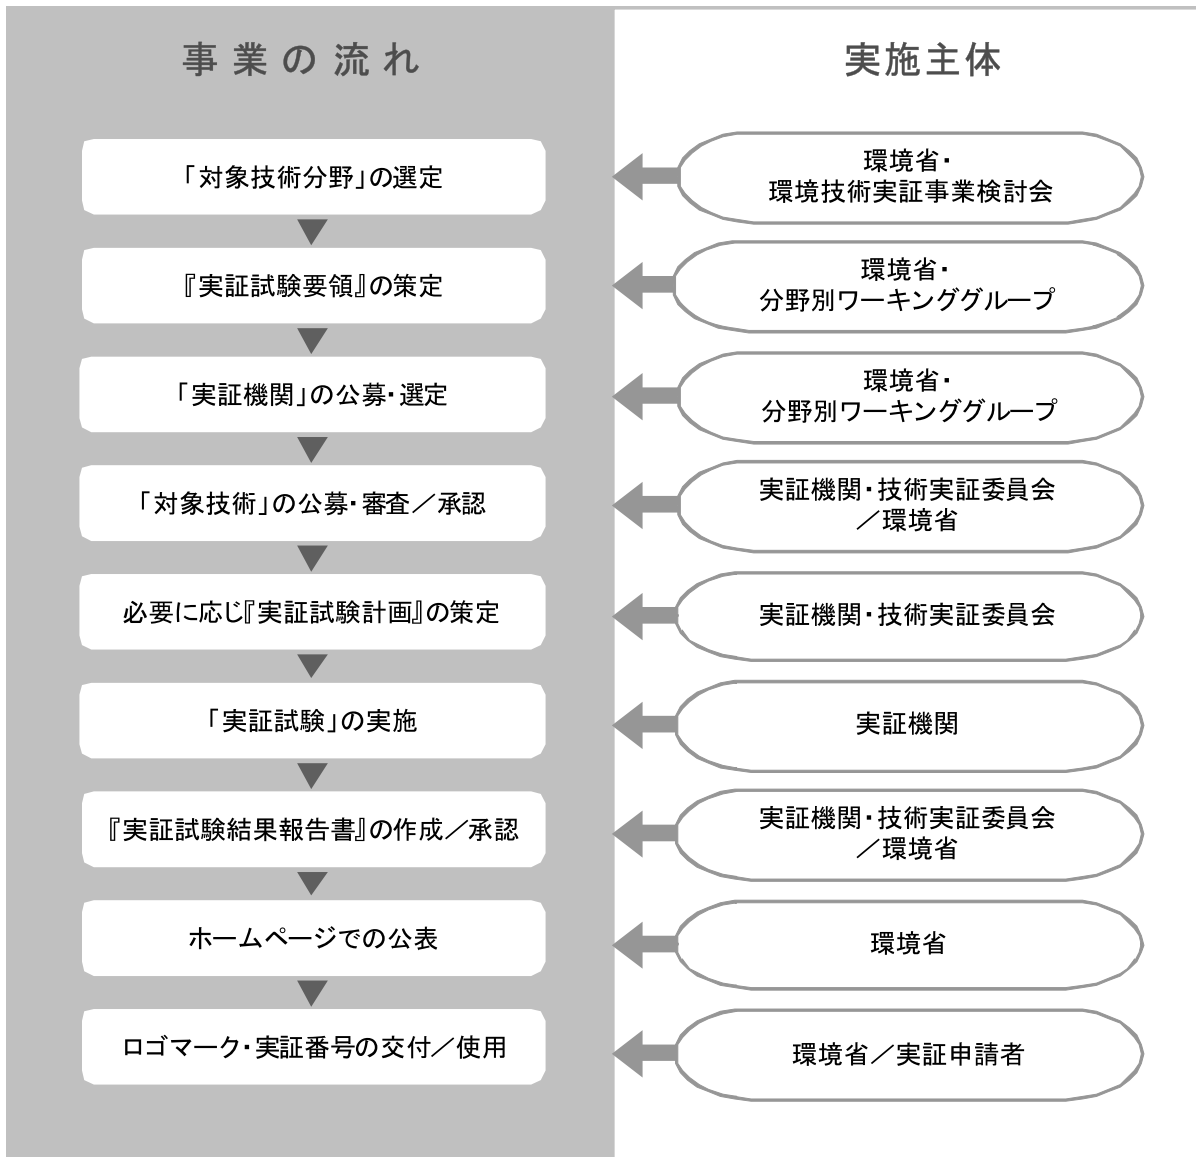 事業の流れ
実施主体
「対象技術分野」の選定
環境省・
環境技術実証事業検討会
『実証試験要領』の策定
環境省・
分野別ワーキンググループ
「実証機関」の公募・選定
環境省・
分野別ワーキンググループ
「対象技術」の公募・審査／承認
実証機関・技術実証委員会
／環境省
必要に応じ『実証試験計画』の策定
実証機関・技術実証委員会
「実証試験」の実施
実証機関
『実証試験結果報告書』の作成／承認
実証機関・技術実証委員会
／環境省
ホームページでの公表
環境省
ロゴマーク・実証番号の交付／使用
環境省／実証申請者